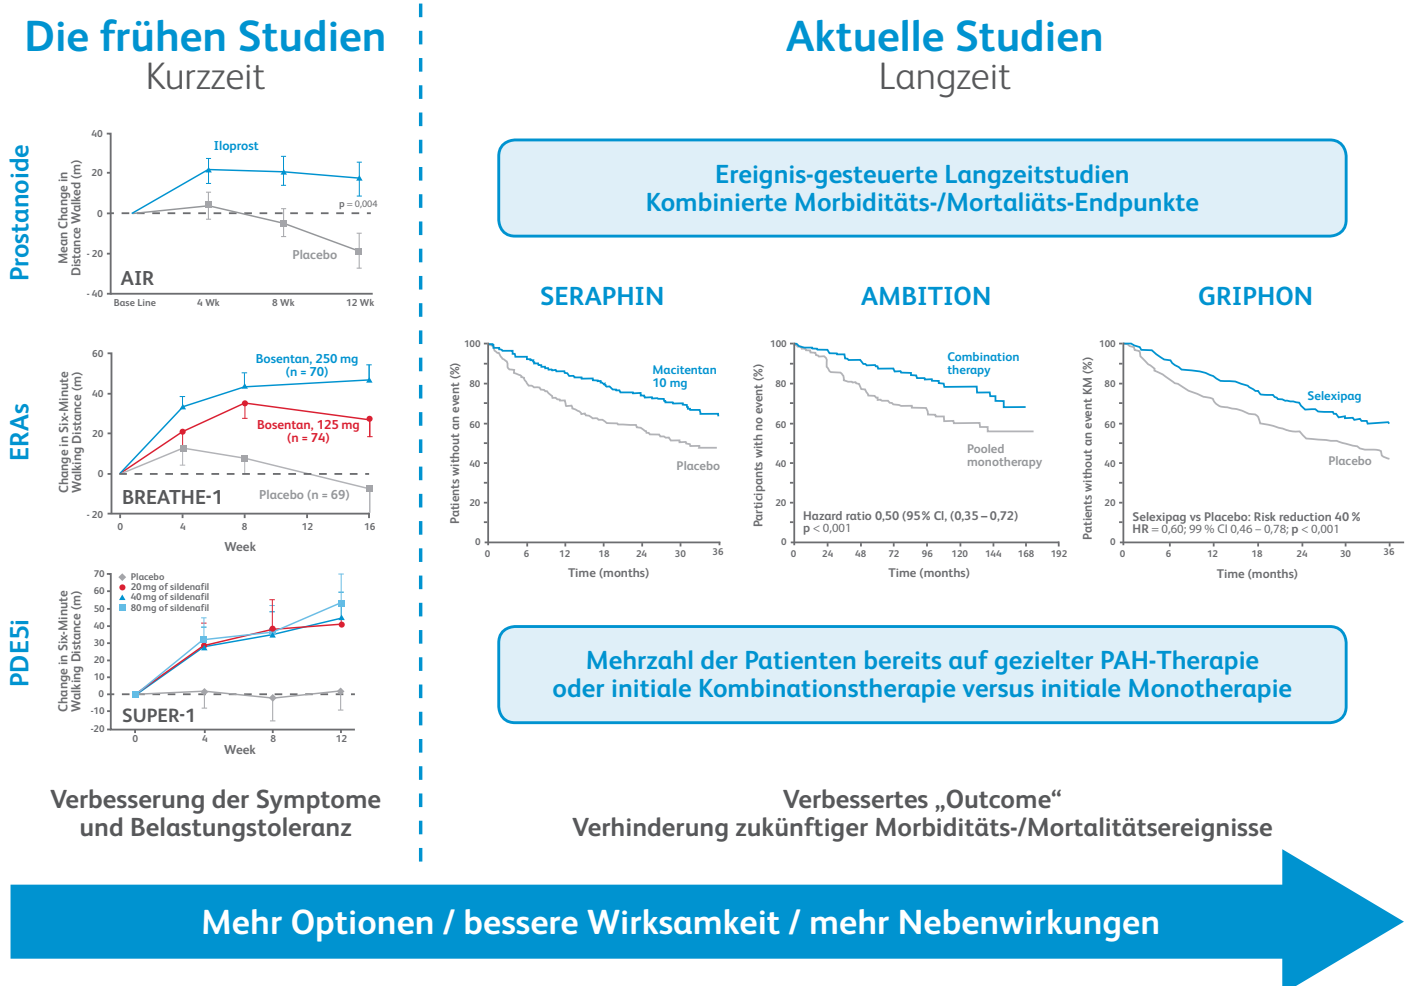 Die frühen Studien
Kurzzeit
Aktuelle Studien
Langzeit
Prostanoide
Mean Change in
Distance Walked (m)
40
20
0
- 20
- 40
Iloprost
p = 0,004
Placebo
AIR
Base Line
4 Wk
8 Wk
12 Wk
ERAs
Change in Six-Minute
Walking Distance (m)
60
40
20
0
- 20
Bosentan, 250 mg
(n = 70)
Bosentan, 125 mg
(n = 74)
Placebo (n = 69)
BREATHE-1
0
4
8
12
16
Week
PDE5i
Change in Six-Minute
Walking Distance (m)
70
60
50
40
30
20
10
0
-10
-20
Placebo
20 mg of sildenafil
40 mg of sildenafil
80 mg of sildenafil
SUPER-1
0
4
8
12
Week
Verbesserung der Symptome
und Belastungstoleranz
Ereignis-gesteuerte Langzeitstudien
Kombinierte Morbiditäts-/Mortaliäts-Endpunkte
SERAPHIN
Patients without an event (%)
100
80
60
40
20
0
Macitentan
10 mg
Placebo
0
6
12
18
24
30
36
Time (months)
AMBITION
Participants with no event (%)
100
80
60
40
20
0
Combination
therapy
Pooled
monotherapy
Hazard ratio 0,50 (95% CI, (0,35 – 0,72)
p < 0,001
0
24
48
72
96
120
144
168
192
Time (months)
GRIPHON
Patients without an event KM (%)
100
80
60
40
20
0
Selexipag
Placebo
Selexipag vs Placebo: Risk reduction 40 %
HR = 0,60; 99 % CI 0,46 – 0,78; p < 0,001
0
6
12
18
24
30
36
Time (months)
Mehrzahl der Patienten bereits auf gezielter PAH-Therapie
oder initiale Kombinationstherapie versus initiale Monotherapie
Verbessertes „Outcome“
Verhinderung zukünftiger Morbiditäts-/Mortalitätsereignisse
Mehr Optionen / bessere Wirksamkeit / mehr Nebenwirkungen